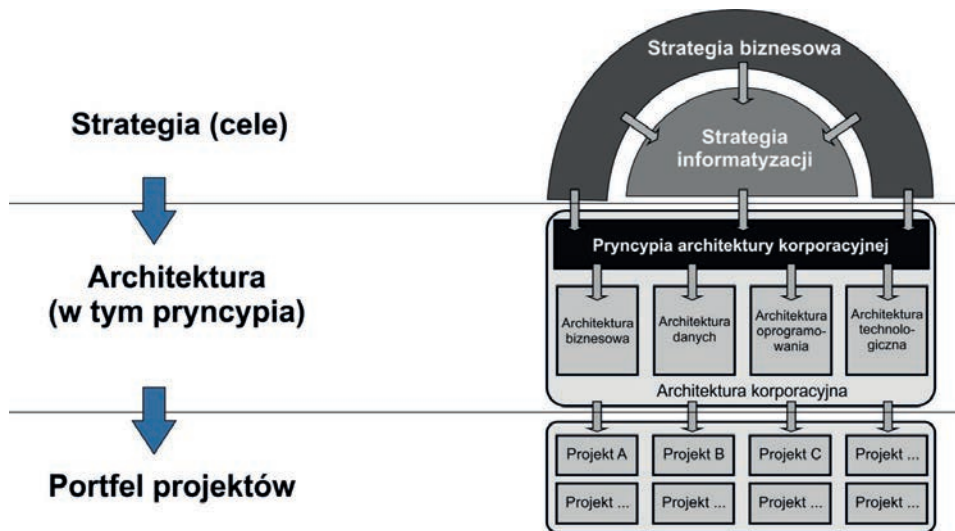 Strategia (cele)
Architektura
(w tym pryncypia)
Portfel projektów
Strategia biznesowa
Strategia
informatyzacji
Pryncypia architektury korporacyjnej
Architektura
biznesowa
Architektura
danych
Architektura
oprogramo-
wania
Architektura
technolo-
giczna
Architektura korporacyjna
Projekt A
Projekt B
Projekt C
Projekt ...
Projekt ...
Projekt ...
Projekt ...
Projekt ...